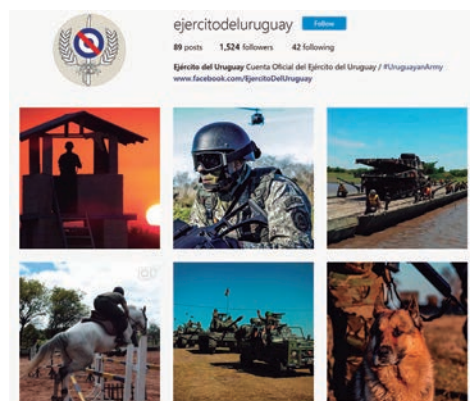 ejercitodeluruguay Follow
89 posts 1,524 followers 42 following
Ejército del Uruguay Cuenta Oficial del Ejército del Uruguay / #UruguayanArmy
www.facebook.com/EjercitoDelUruguay